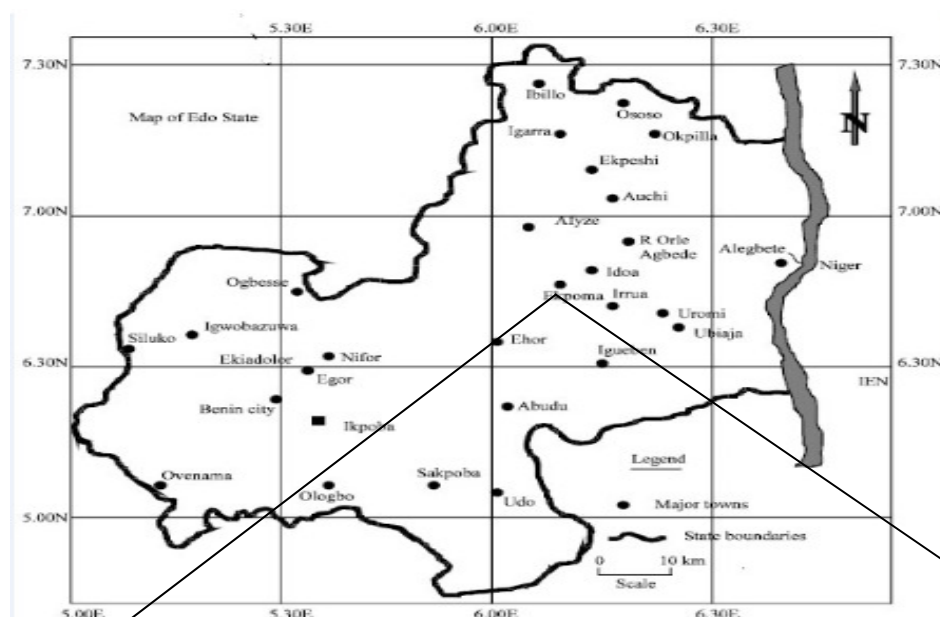 5.30E 6.00E 6.30E
7.30N 7.30N
Map of Edo State
N
Ibillo
Ososo
Igarra
Okpilla
Ekpeshi
Auchi
7.00N 7.00N
Afyze
R Orle
Agbede
Alegbete
Niger
Idoa
Ogbesse
Ekpoma
Irrua
Uromi
Igwobazuwa
Ubiaja
Siluko
Ehor
Ekiadolor
Nifor
Igueben
6.30N 6.30N
Egor
IEN
Benin city
Abudu
Ikpoba
Legend
Ovenama
Sakpoba
Ologbo
Udo
Major towns
5.00N
State boundaries
0 10 km
Scale
5.00E 5.30E 6.00E 6.30E